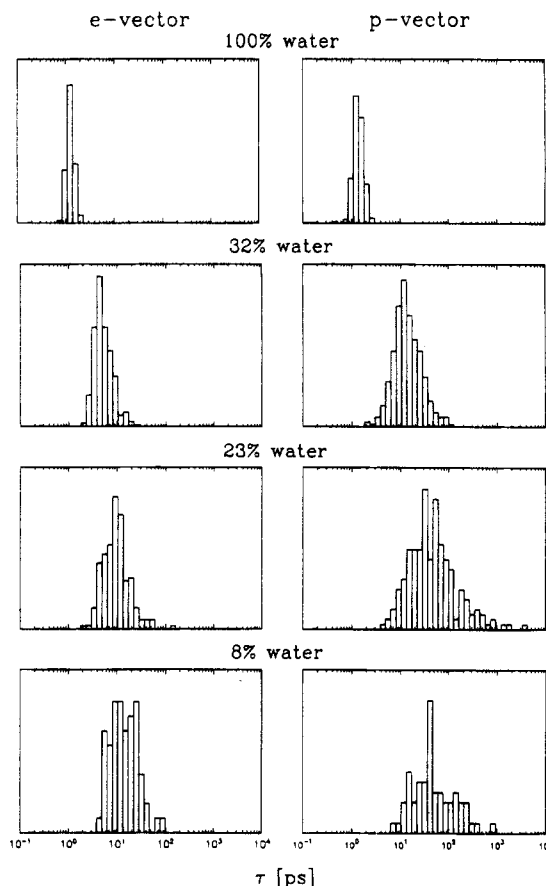 e-vector p-vector
100% water
32% water
23% water
8% water
10⁻¹ 10⁰ 10¹ 10² 10³ 10⁴ 10⁻¹ 10⁰ 10¹ 10² 10³ 10⁴
τ [ps]